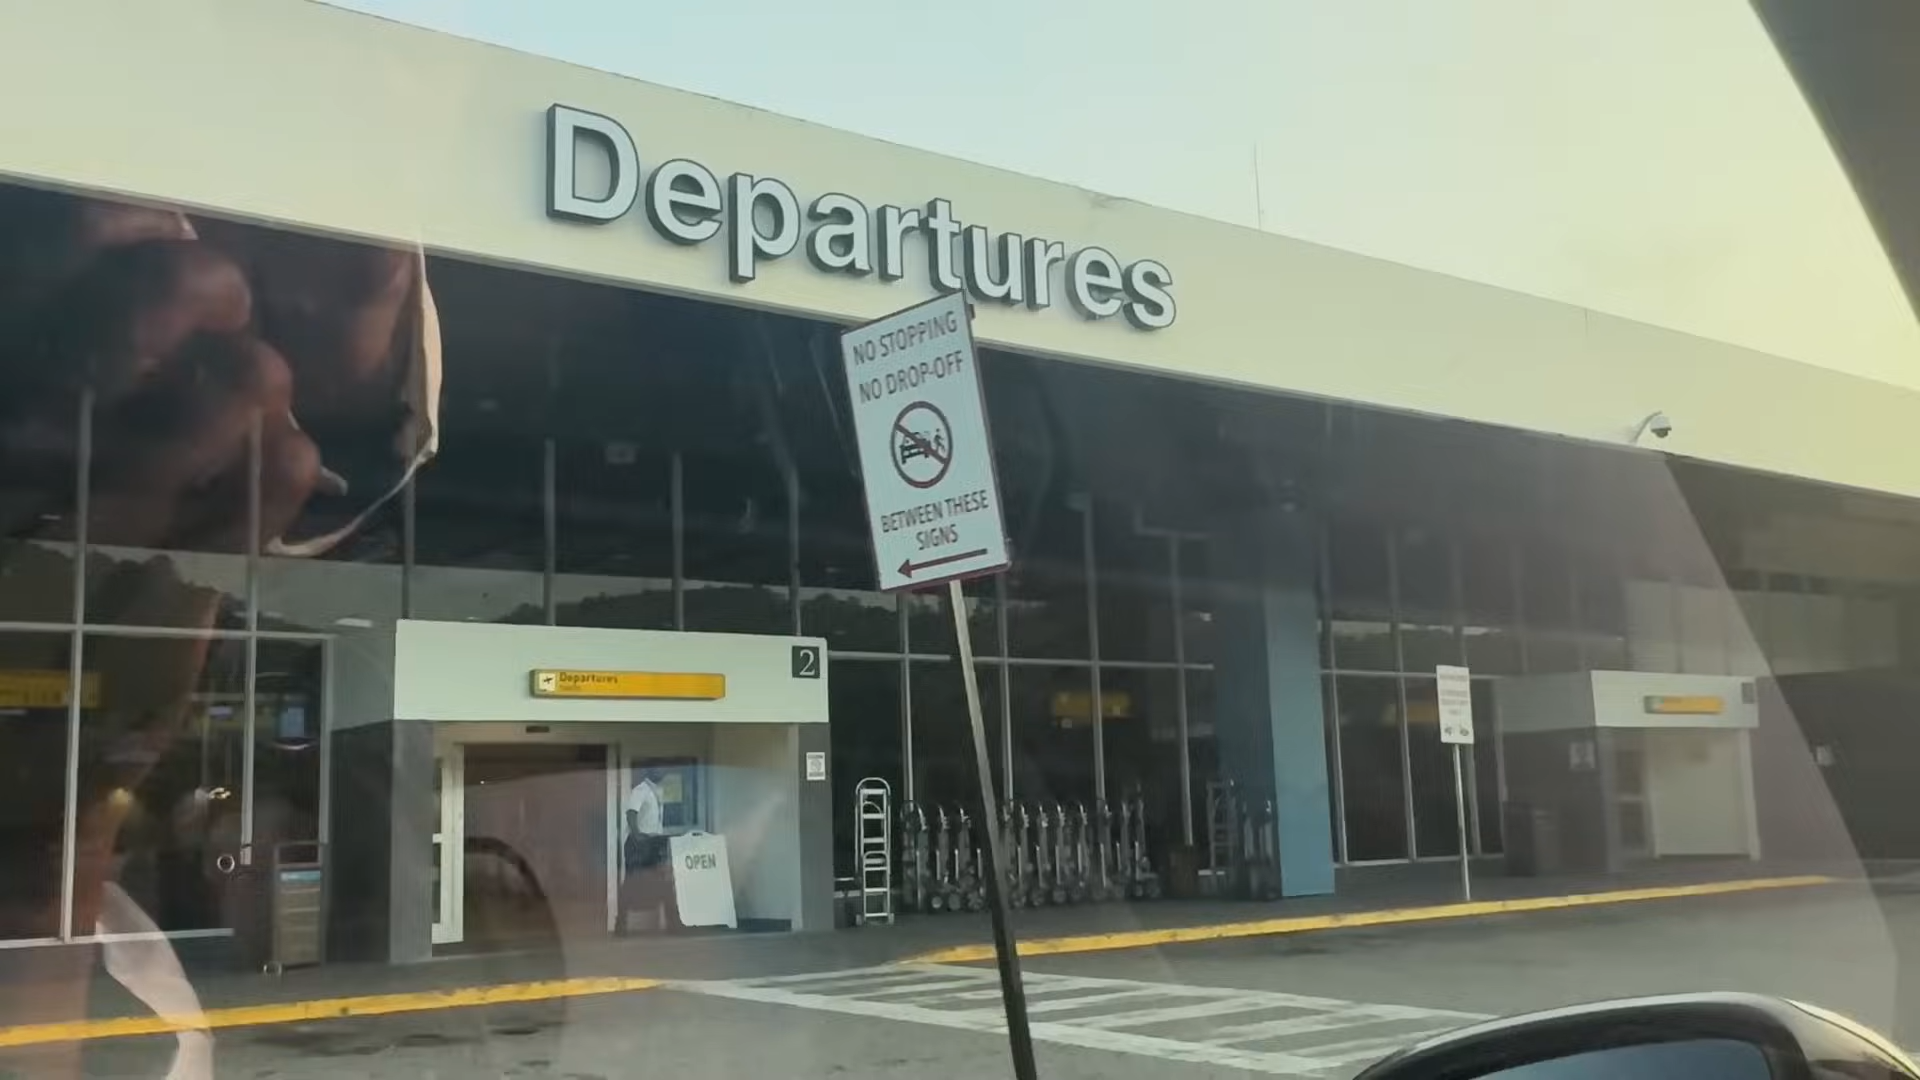 Departures
NO STOPPING
NO DROP-OFF
BETWEEN THESE
SIGNS
2
Departures
OPEN